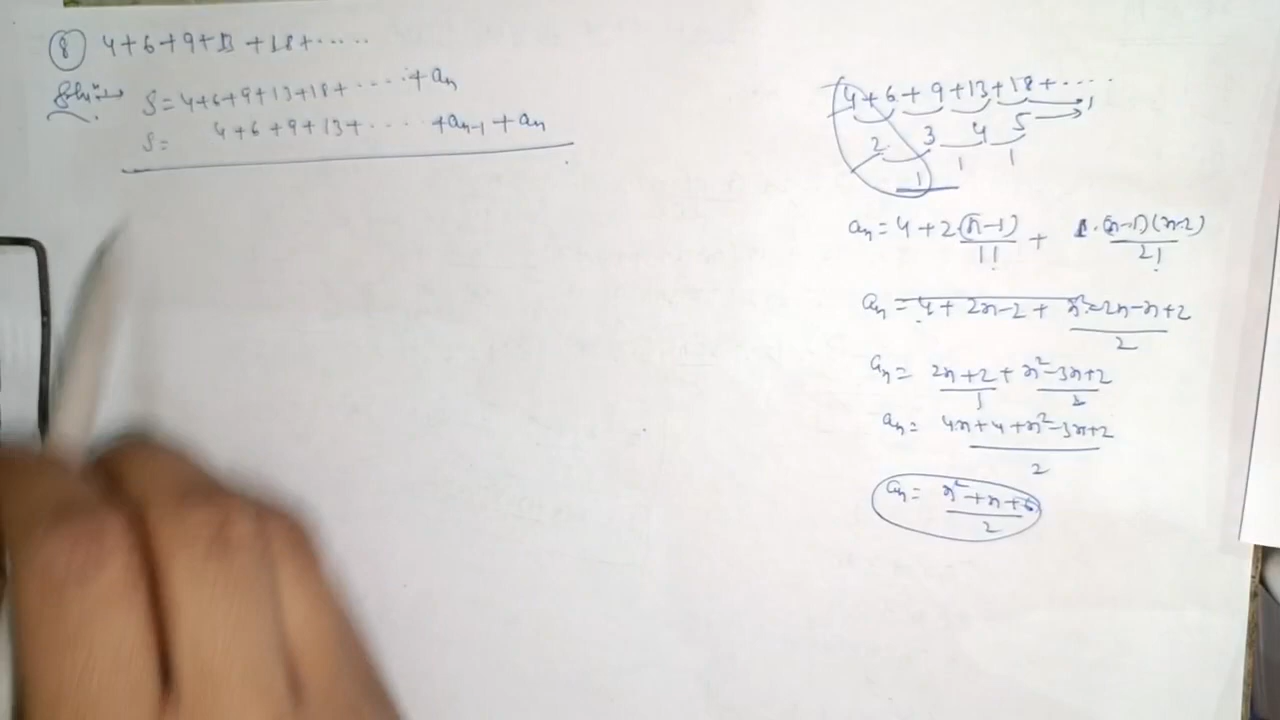 ⑧ 4+6+9+13+18+.....
Solⁿ:→ S=4+6+9+13+18+.....+aₙ
S= 4+6+9+13+.....+aₙ₋₁+aₙ
4+6+9+13+18+.....
2 3 4 5
1 1 1
aₙ=4+2(n-1)/1! + 1.(n-1)(n-2)/2!
aₙ=4+2n-2+ n²-2n-n+2/2
aₙ= 2n+2/1 + n²-3n+2/2
aₙ= 4n+4+n²-3n+2/2
aₙ= n²+n+6/2